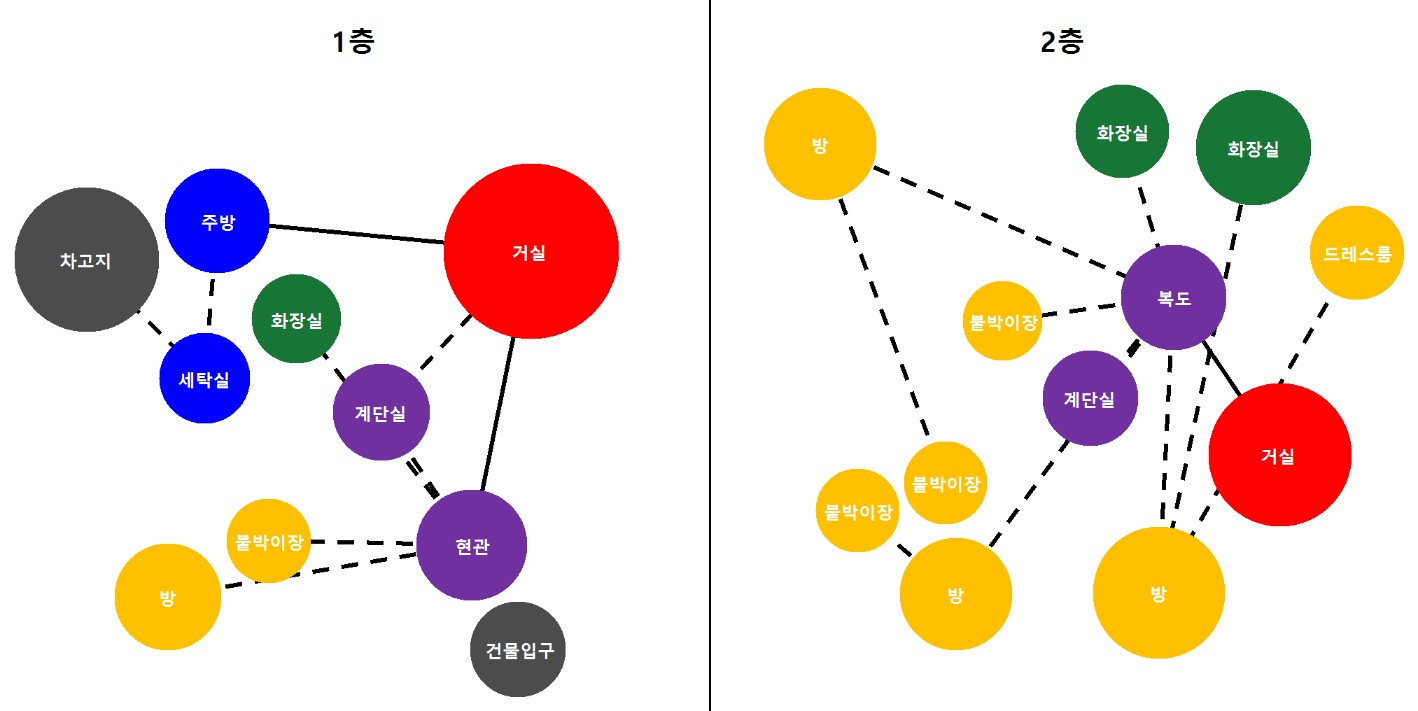 1층
주방
거실
차고지
화장실
세탁실
계단실
붙박이장
현관
방
건물입구
2층
화장실
방
화장실
드레스룸
복도
붙박이장
계단실
거실
붙박이장
붙박이장
방
방